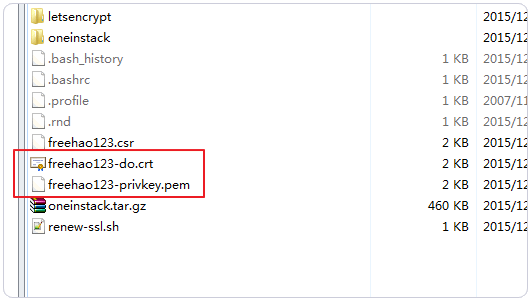 letsencrypt 2015/12
oneinstack 2015/12
.bash_history 1 KB 2015/12
.bashrc 1 KB 2015/12
.profile 1 KB 2007/11
.rnd 1 KB 2015/12
freehao123.csr 2 KB 2015/12
freehao123-do.crt 2 KB 2015/12
freehao123-privkey.pem 2 KB 2015/12
oneinstack.tar.gz 460 KB 2015/12
renew-ssl.sh 1 KB 2015/12